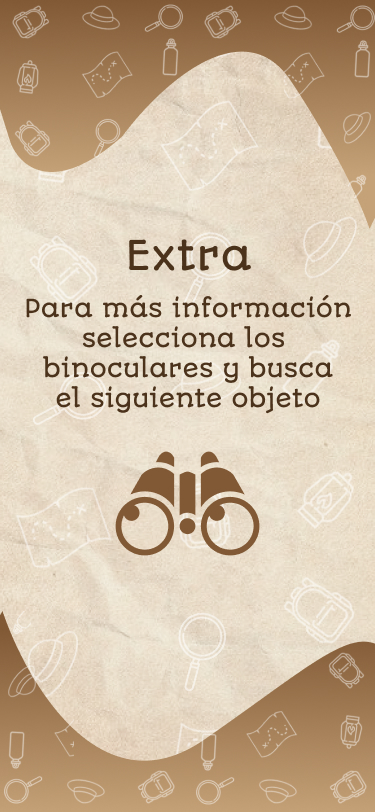 Extra
Para más información
selecciona los
binoculares y busca
el siguiente objeto